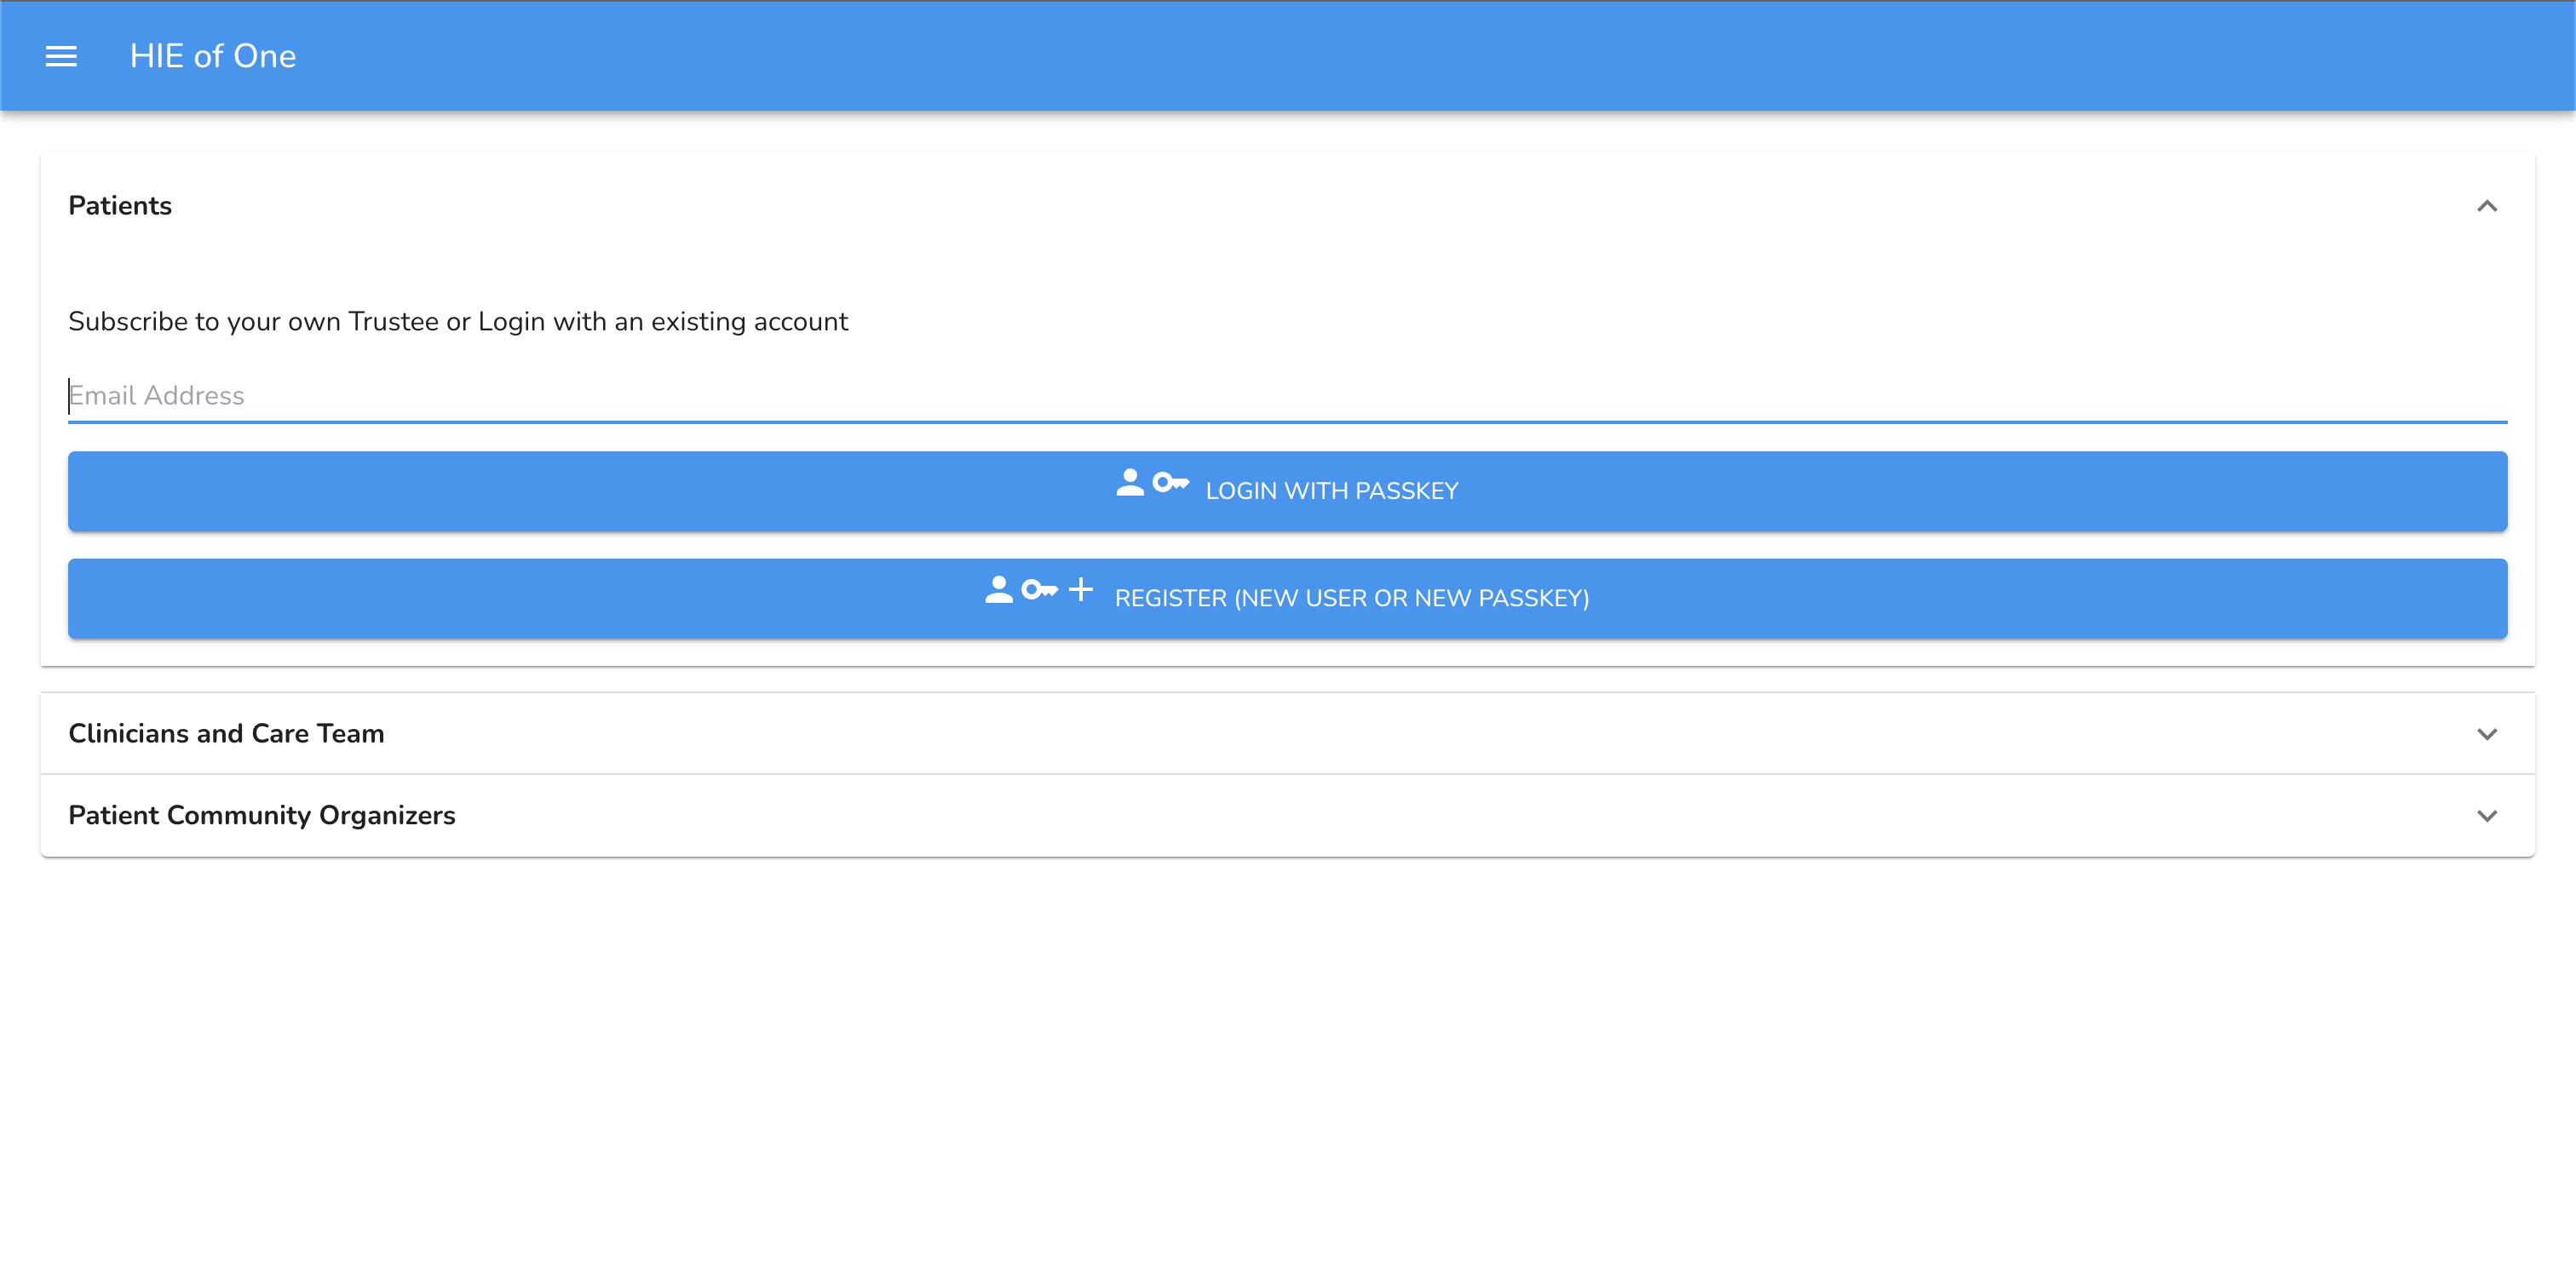 HIE of One
Patients
Subscribe to your own Trustee or Login with an existing account
Email Address
LOGIN WITH PASSKEY
REGISTER (NEW USER OR NEW PASSKEY)
Clinicians and Care Team
Patient Community Organizers